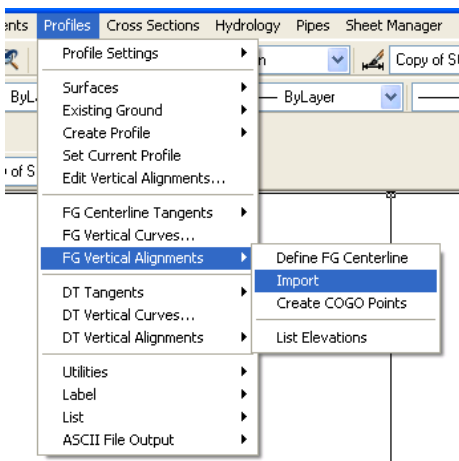 ents Profiles Cross Sections Hydrology Pipes Sheet Manager
Profile Settings
n
Copy of S
Surfaces
ByL
ByLayer
Existing Ground
Create Profile
Set Current Profile
of S
Edit Vertical Alignments...
FG Centerline Tangents
FG Vertical Curves...
FG Vertical Alignments
Define FG Centerline
Import
Create COGO Points
List Elevations
DT Tangents
DT Vertical Curves...
DT Vertical Alignments
Utilities
Label
List
ASCII File Output